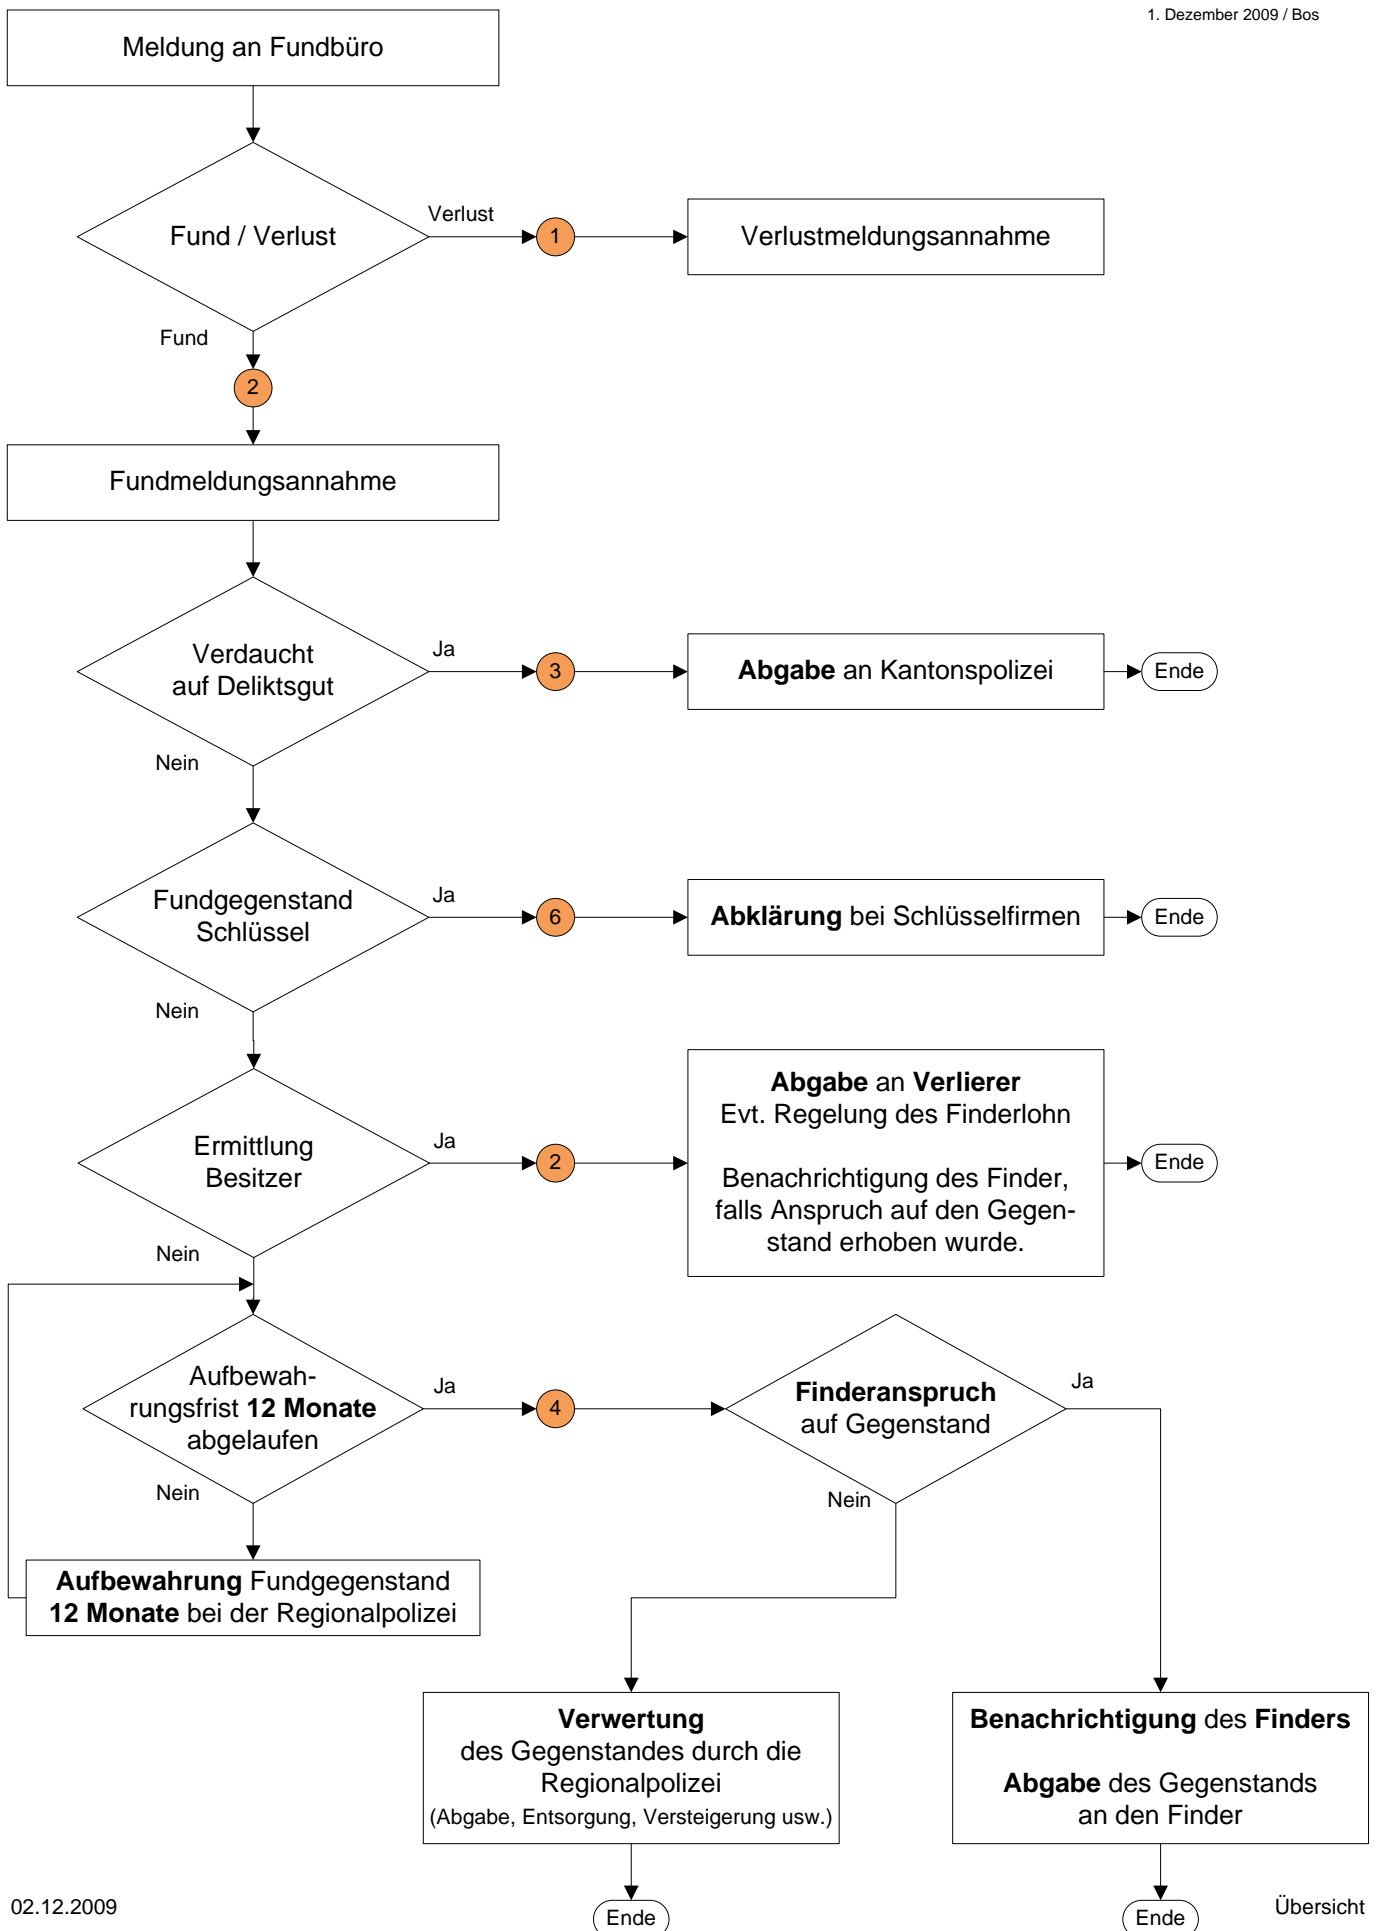 1. Dezember 2009 / Bos
Meldung an Fundbüro
Fund / Verlust
Verlust
1
Verlustmeldungsannahme
Fund
2
Fundmeldungsannahme
Verdaucht
auf Deliktsgut
Ja
3
Abgabe an Kantonspolizei
Ende
Nein
Fundgegenstand
Schlüssel
Ja
6
Abklärung bei Schlüsselfirmen
Ende
Nein
Ermittlung
Besitzer
Ja
2
Abgabe an Verlierer
Evt. Regelung des Finderlohn
Benachrichtigung des Finder,
falls Anspruch auf den Gegen-
stand erhoben wurde.
Ende
Nein
Aufbewah-
rungsfrist 12 Monate
abgelaufen
Ja
4
Finderanspruch
auf Gegenstand
Ja
Nein
Nein
Aufbewahrung Fundgegenstand
12 Monate bei der Regionalpolizei
Verwertung
des Gegenstandes durch die
Regionalpolizei
(Abgabe, Entsorgung, Versteigerung usw.)
Ende
Benachrichtigung des Finders
Abgabe des Gegenstands
an den Finder
Ende
02.12.2009
Übersicht